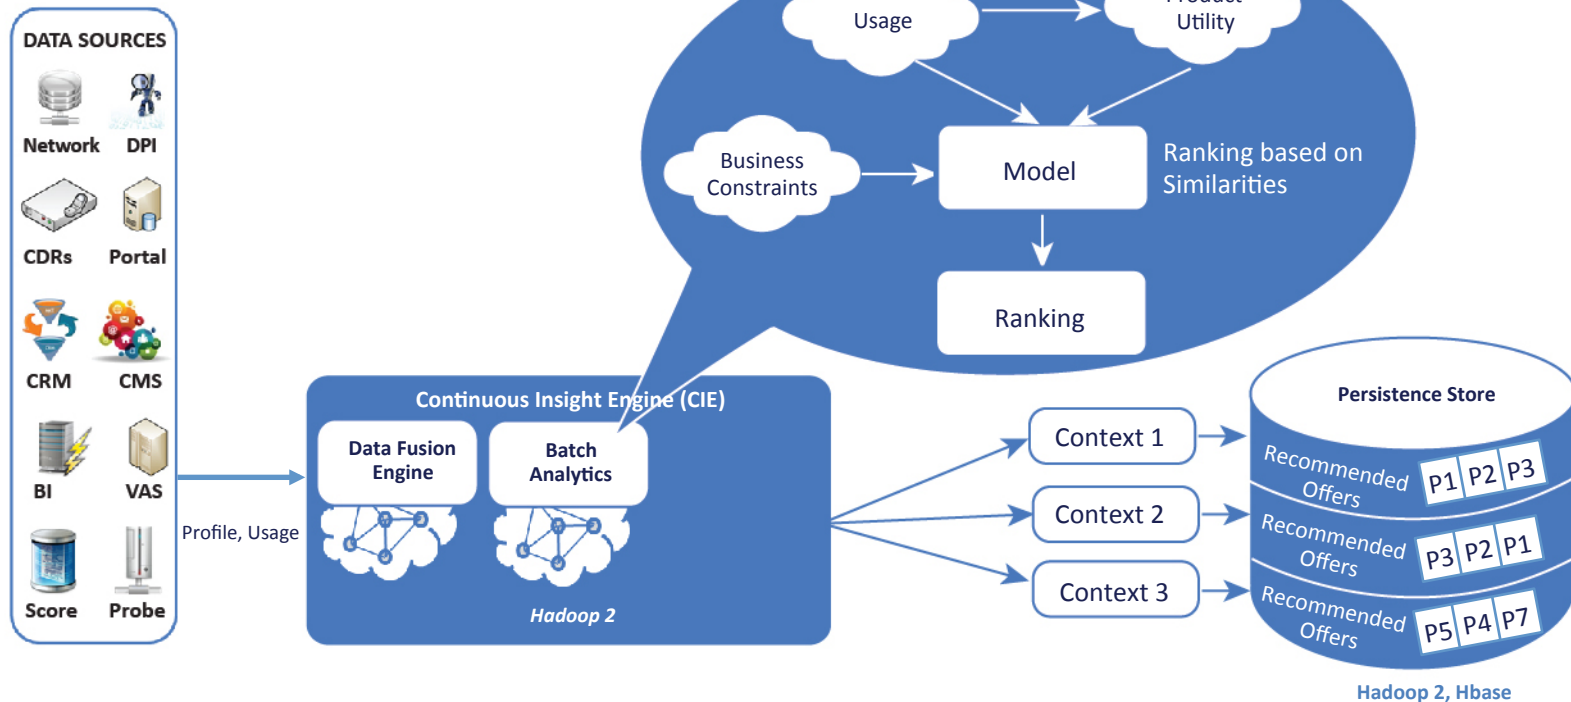 DATA SOURCES
Network DPI
CDRs Portal
CRM CMS
BI VAS
Score Probe
Profile, Usage
Usage
Utility
Business
Constraints
Model
Ranking based on
Similarities
Ranking
Continuous Insight Engine (CIE)
Data Fusion
Engine
Batch
Analytics
Hadoop 2
Context 1
Context 2
Context 3
Persistence Store
Recommended
Offers
P1 P2 P3
Recommended
Offers
P3 P2 P1
Recommended
Offers
P5 P4 P7
Hadoop 2, Hbase